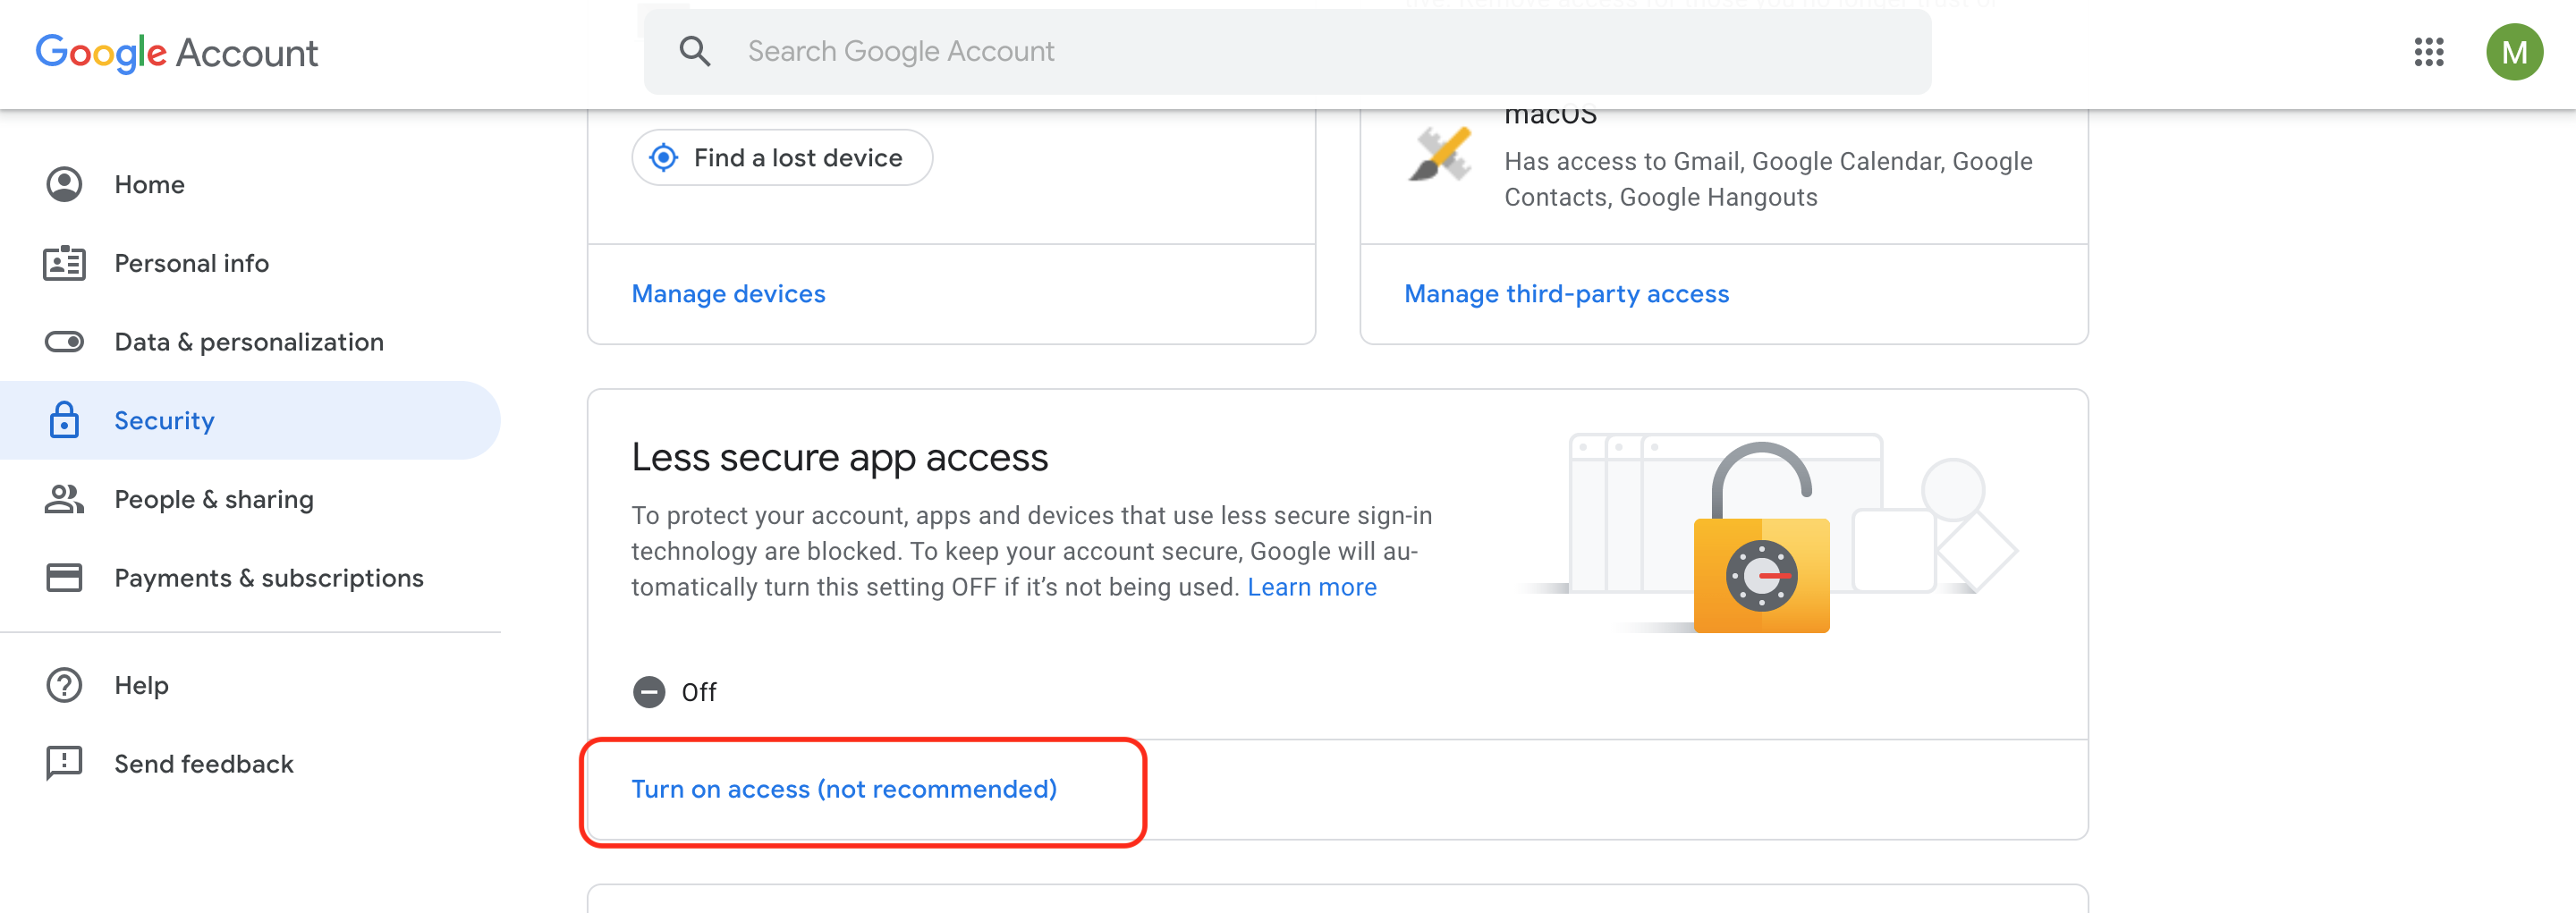 Google Account
Search Google Account
M
Home
Personal info
Data & personalization
Security
People & sharing
Payments & subscriptions
Help
Send feedback
Find a lost device
Manage devices
macOS
Has access to Gmail, Google Calendar, Google
Contacts, Google Hangouts
Manage third-party access
Less secure app access
To protect your account, apps and devices that use less secure sign-in
technology are blocked. To keep your account secure, Google will au-
tomatically turn this setting OFF if it’s not being used. Learn more
Off
Turn on access (not recommended)